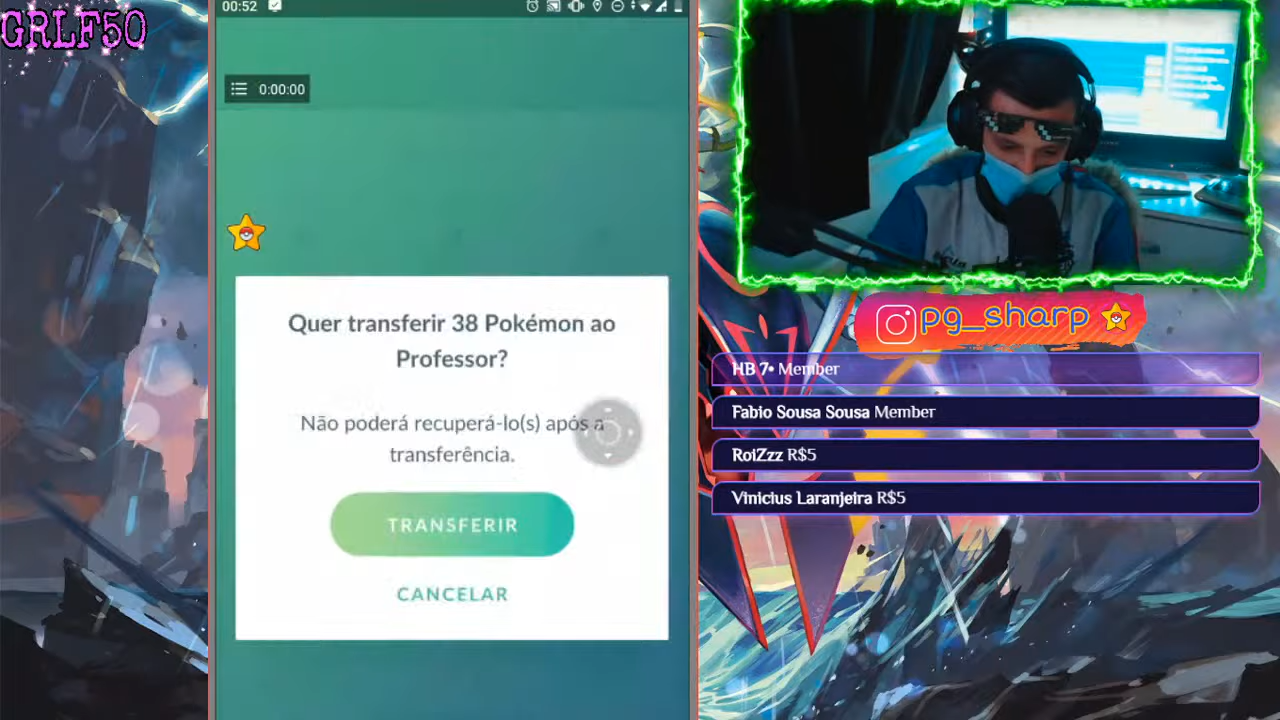 GRLF50
00:52
0:00:00
Quer transferir 38 Pokémon ao
Professor?
Não poderá recuperá-lo(s) após a
transferência.
TRANSFERIR
CANCELAR
pg_sharp
HB 7• Member
Fabio Sousa Sousa Member
RoiZzz R$5
Vinicius Laranjeira R$5